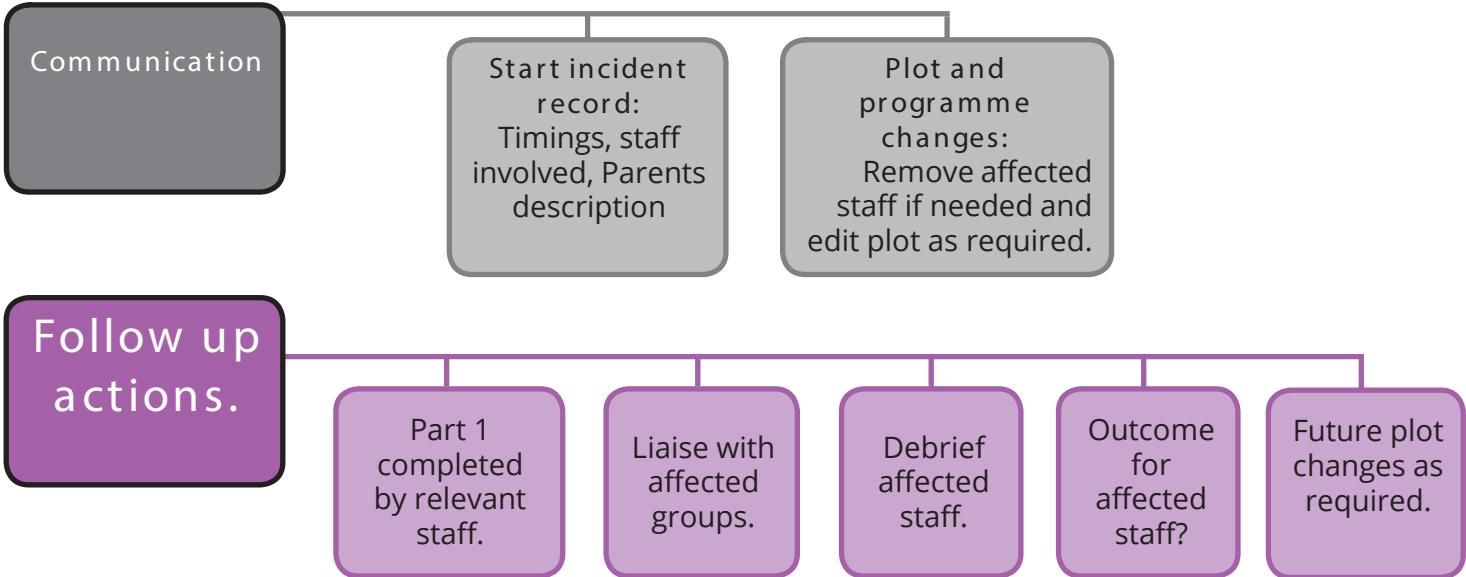 Communication
Start incident
record:
Timings, staff
involved, Parents
description
Plot and
programme
changes:
Remove affected
staff if needed and
edit plot as required.
Follow up
actions.
Part 1
completed
by relevant
staff.
Liaise with
affected
groups.
Debrief
affected
staff.
Outcome
for
affected
staff?
Future plot
changes as
required.